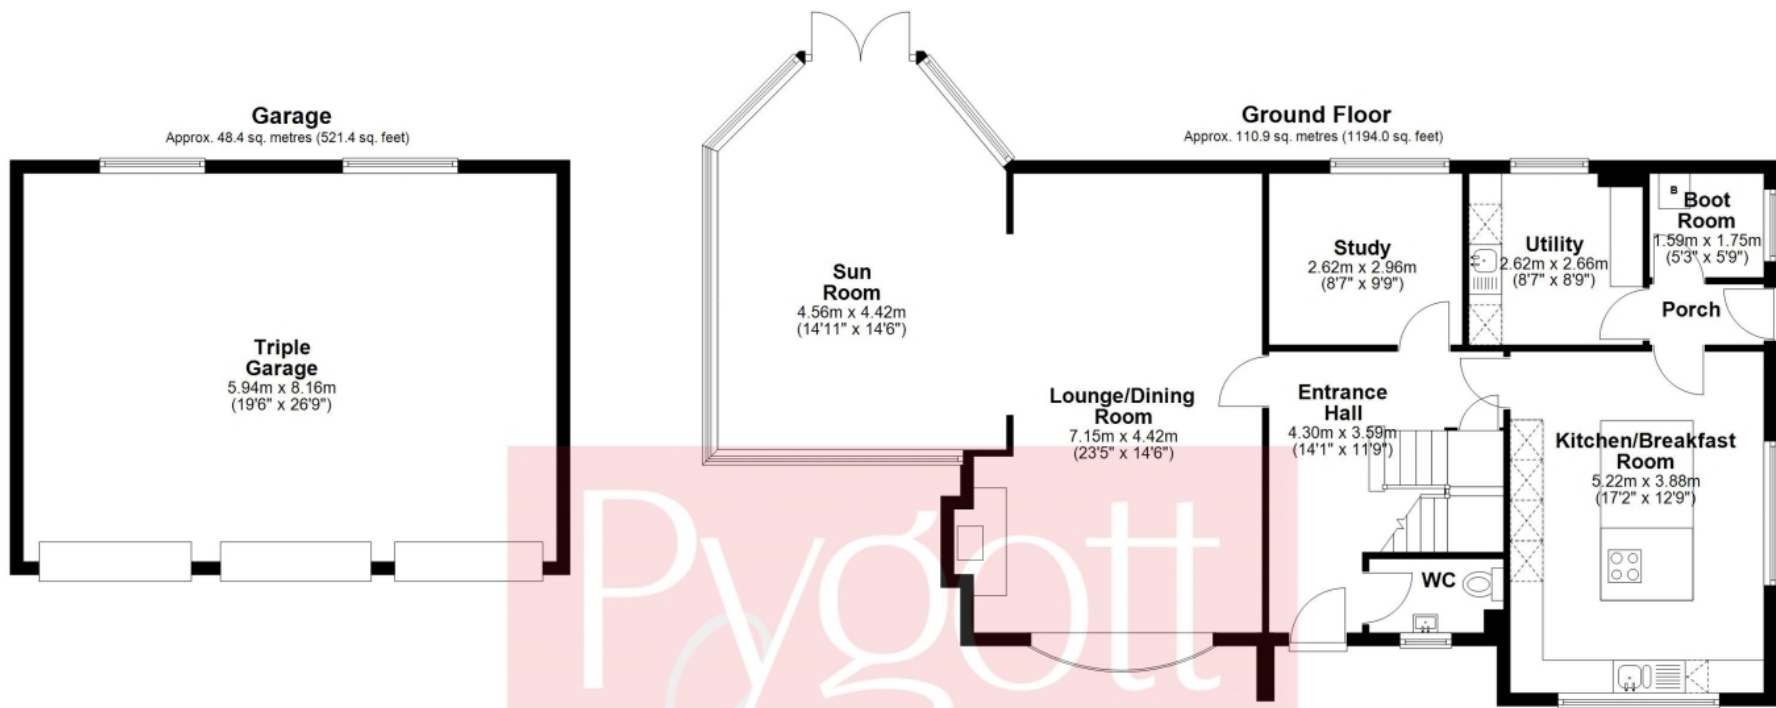 Garage
Approx. 48.4 sq. metres (521.4 sq. feet)
Triple
Garage
5.94m x 8.16m
(19'6" x 26'9")
Ground Floor
Approx. 110.9 sq. metres (1194.0 sq. feet)
Sun
Room
4.56m x 4.42m
(14'11" x 14'6")
Lounge/Dining
Room
7.15m x 4.42m
(23'5" x 14'6")
Study
2.62m x 2.96m
(8'7" x 9'9")
Utility
2.62m x 2.66m
(8'7" x 8'9")
B
Boot
Room
1.59m x 1.75m
(5'3" x 5'9")
Porch
Entrance
Hall
4.30m x 3.59m
(14'1" x 11'9")
Kitchen/Breakfast
Room
5.22m x 3.88m
(17'2" x 12'9")
WC
Pygott